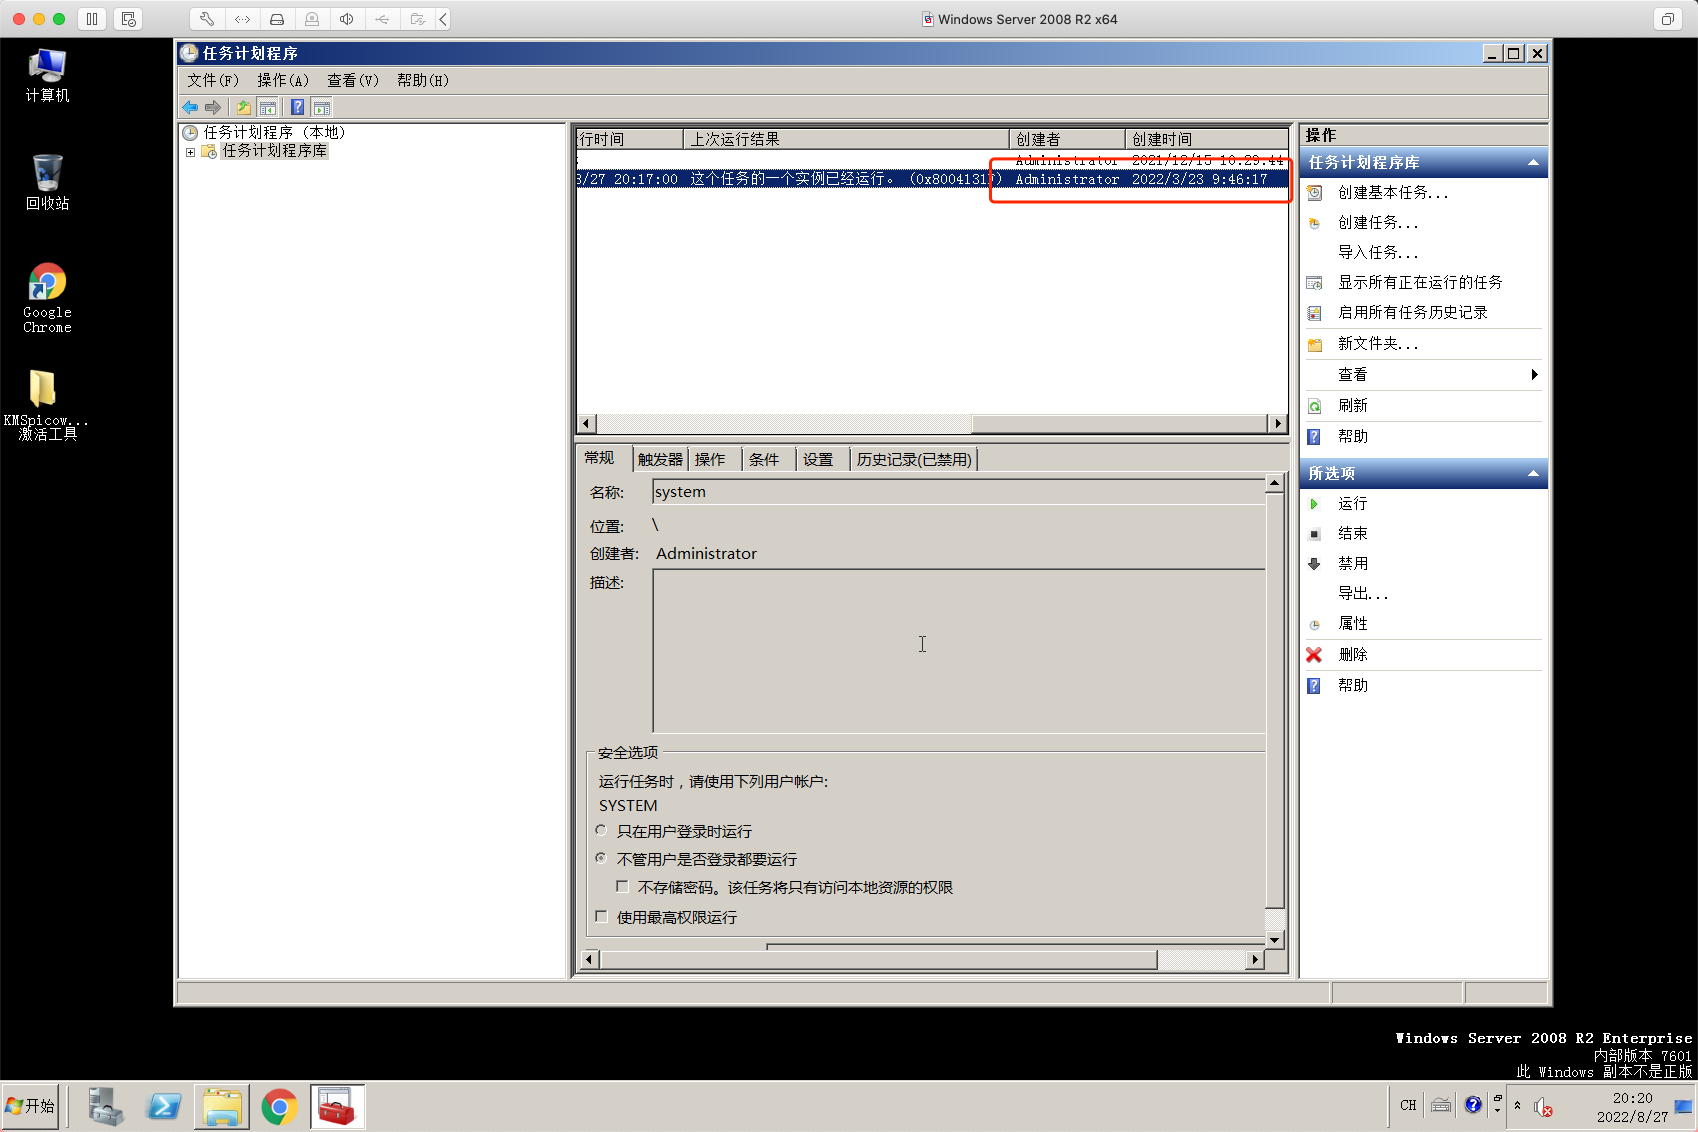 Windows Server 2008 R2 x64
计算机
回收站
Google
Chrome
KMSpicow...
激活工具
任务计划程序
文件(F) 操作(A) 查看(V) 帮助(H)
任务计划程序 (本地)
任务计划程序库
行时间 上次运行结果 创建者 创建时间
Administrator 2021/12/15 10:29:44
8/27 20:17:00 这个任务的一个实例已经运行。 (0x8004131F) Administrator 2022/3/23 9:46:17
常规 触发器 操作 条件 设置 历史记录(已禁用)
名称: system
位置: \
创建者: Administrator
描述:
安全选项
运行任务时，请使用下列用户帐户:
SYSTEM
只在用户登录时运行
不管用户是否登录都要运行
不存储密码。该任务将只有访问本地资源的权限
使用最高权限运行
操作
任务计划程序库
创建基本任务...
创建任务...
导入任务...
显示所有正在运行的任务
启用所有任务历史记录
新文件夹...
查看
刷新
帮助
所选项
运行
结束
禁用
导出...
属性
删除
帮助
Windows Server 2008 R2 Enterprise
内部版本 7601
此 Windows 副本不是正版
开始
CH
20:20
2022/8/27